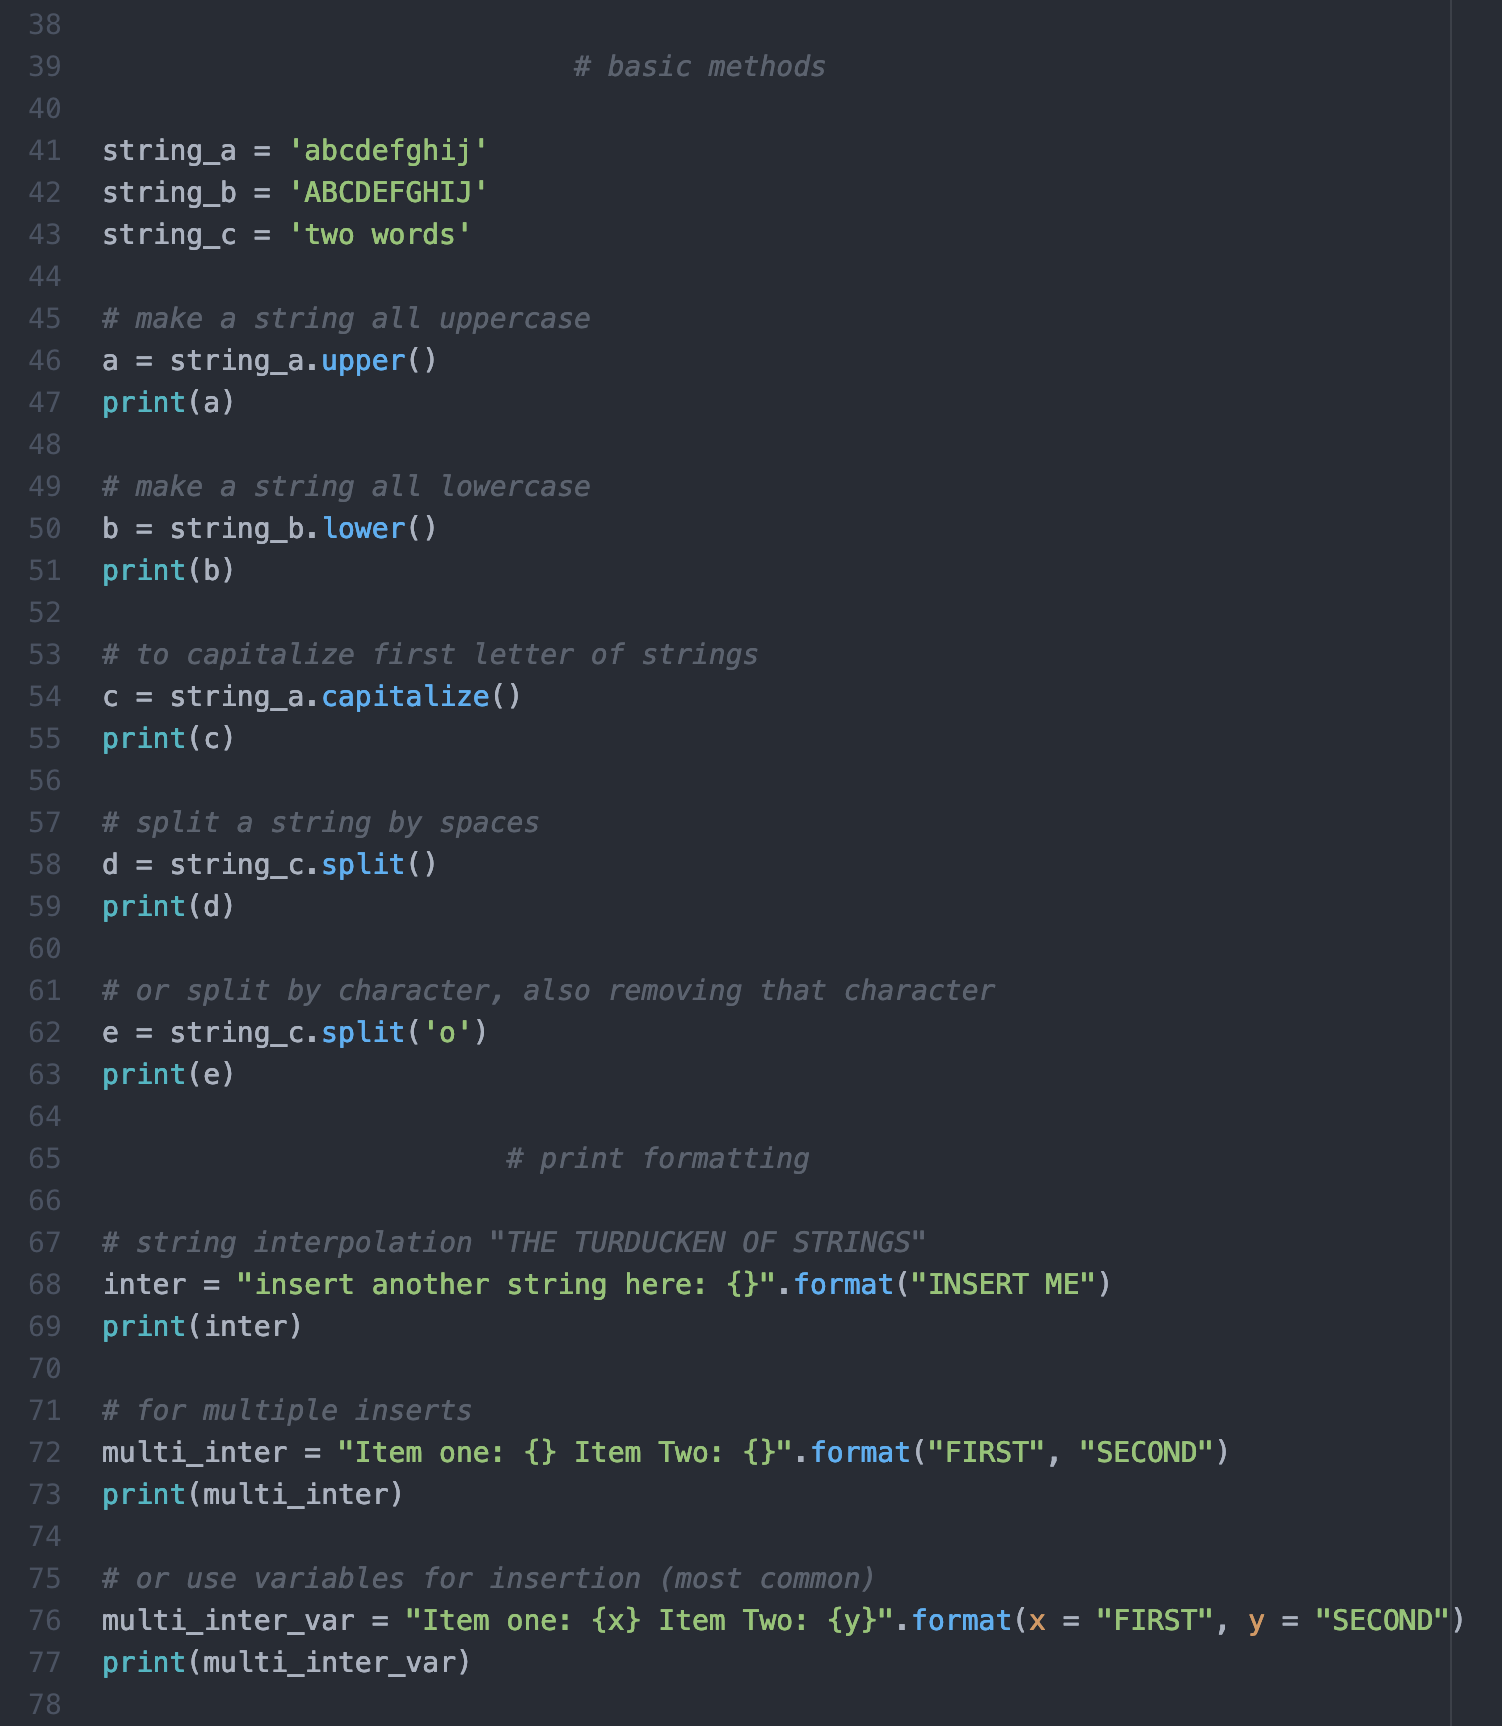 38
39 # basic methods
40
41 string_a = 'abcdefghij'
42 string_b = 'ABCDEFGHIJ'
43 string_c = 'two words'
44
45 # make a string all uppercase
46 a = string_a.upper()
47 print(a)
48
49 # make a string all lowercase
50 b = string_b.lower()
51 print(b)
52
53 # to capitalize first letter of strings
54 c = string_a.capitalize()
55 print(c)
56
57 # split a string by spaces
58 d = string_c.split()
59 print(d)
60
61 # or split by character, also removing that character
62 e = string_c.split('o')
63 print(e)
64
65 # print formatting
66
67 # string interpolation "THE TURDUCKEN OF STRINGS"
68 inter = "insert another string here: {}".format("INSERT ME")
69 print(inter)
70
71 # for multiple inserts
72 multi_inter = "Item one: {} Item Two: {}".format("FIRST", "SECOND")
73 print(multi_inter)
74
75 # or use variables for insertion (most common)
76 multi_inter_var = "Item one: {x} Item Two: {y}".format(x = "FIRST", y = "SECOND")
77 print(multi_inter_var)
78